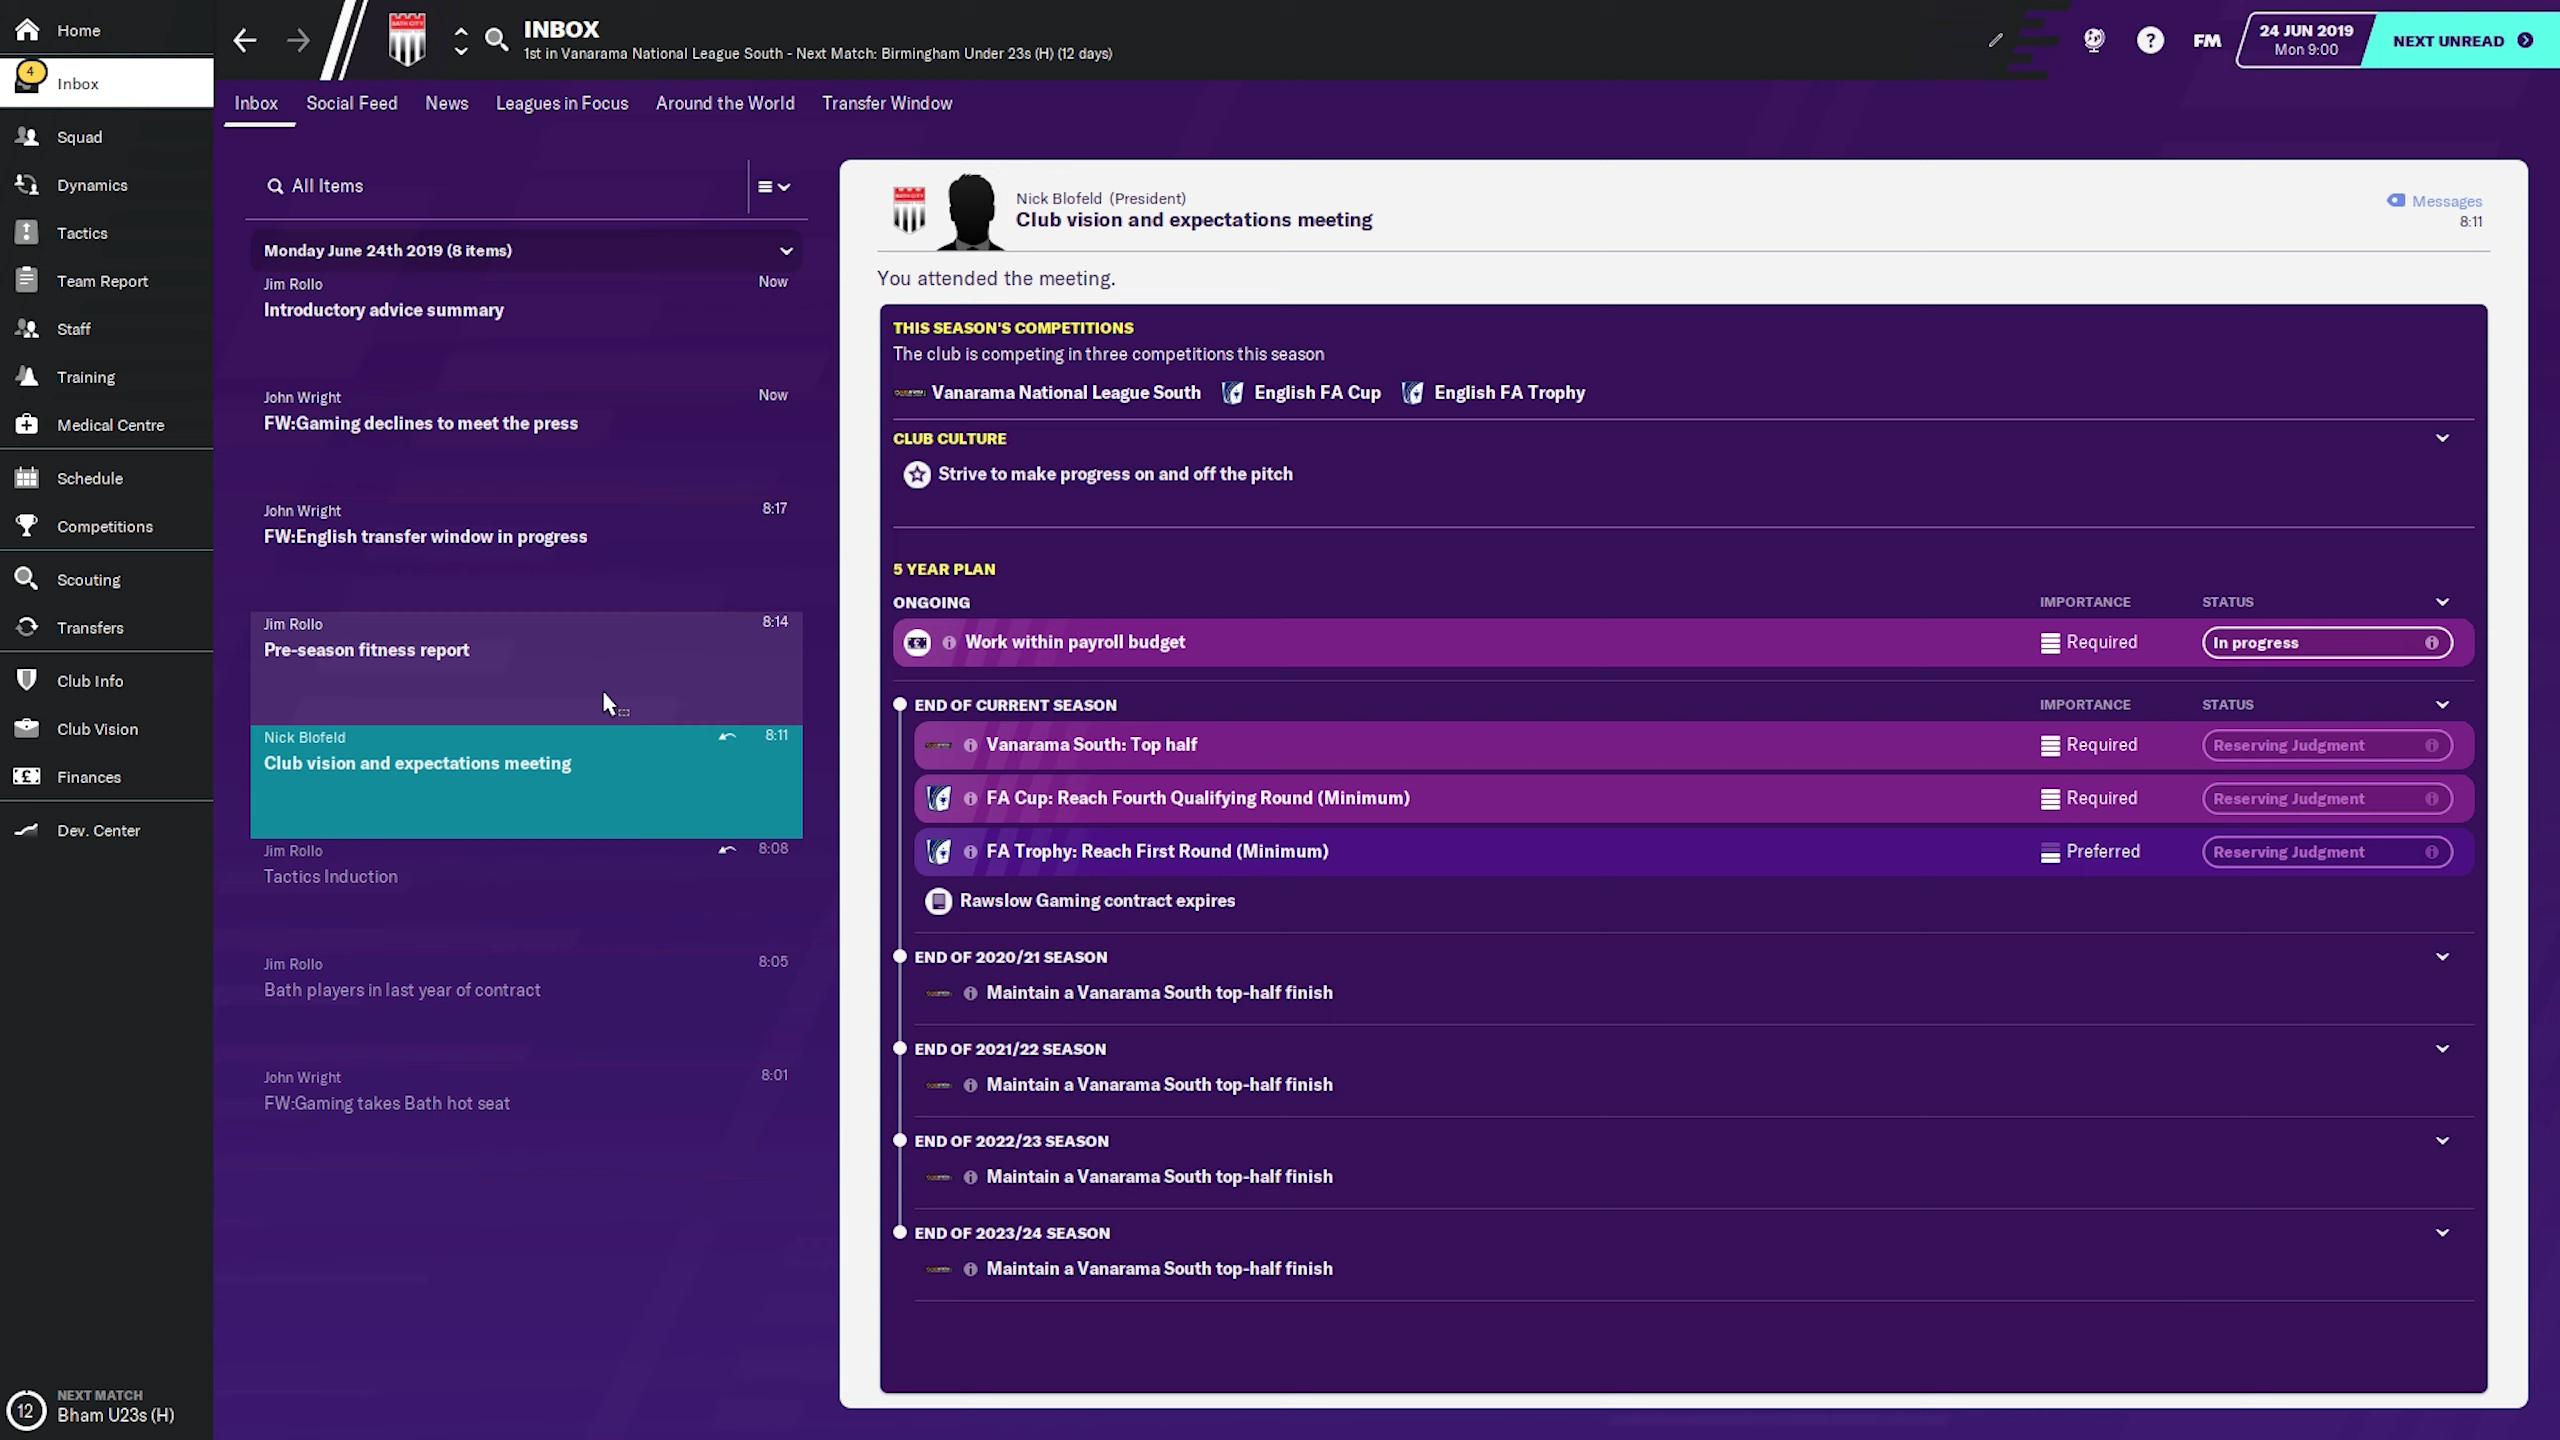 Home
4
Inbox
Squad
Dynamics
Tactics
Team Report
Staff
Training
Medical Centre
Schedule
Competitions
Scouting
Transfers
Club Info
Club Vision
Finances
Dev. Center
12
NEXT MATCH
Bham U23s (H)
BATH CITY
INBOX
1st in Vanarama National League South - Next Match: Birmingham Under 23s (H) (12 days)
?
FM
24 JUN 2019
Mon 9:00
NEXT UNREAD
Inbox Social Feed News Leagues in Focus Around the World Transfer Window
All Items
Monday June 24th 2019 (8 items)
Jim Rollo Now
Introductory advice summary
John Wright Now
FW:Gaming declines to meet the press
John Wright 8:17
FW:English transfer window in progress
Jim Rollo 8:14
Pre-season fitness report
Nick Blofeld 8:11
Club vision and expectations meeting
Jim Rollo 8:08
Tactics Induction
Jim Rollo 8:05
Bath players in last year of contract
John Wright 8:01
FW:Gaming takes Bath hot seat
Nick Blofeld (President)
Club vision and expectations meeting
Messages
8:11
You attended the meeting.
THIS SEASON'S COMPETITIONS
The club is competing in three competitions this season
Vanarama National League South English FA Cup English FA Trophy
CLUB CULTURE
Strive to make progress on and off the pitch
5 YEAR PLAN
ONGOING IMPORTANCE STATUS
Work within payroll budget Required In progress
END OF CURRENT SEASON IMPORTANCE STATUS
Vanarama South: Top half Required Reserving Judgment
FA Cup: Reach Fourth Qualifying Round (Minimum) Required Reserving Judgment
FA Trophy: Reach First Round (Minimum) Preferred Reserving Judgment
Rawslow Gaming contract expires
END OF 2020/21 SEASON
Maintain a Vanarama South top-half finish
END OF 2021/22 SEASON
Maintain a Vanarama South top-half finish
END OF 2022/23 SEASON
Maintain a Vanarama South top-half finish
END OF 2023/24 SEASON
Maintain a Vanarama South top-half finish